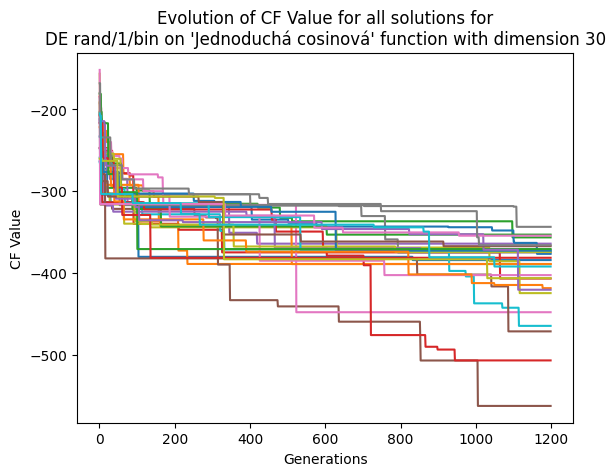 Evolution of CF Value for all solutions for
DE rand/1/bin on 'Jednoduchá cosinová' function with dimension 30
CF Value
−200
−300
−400
−500
0 200 400 600 800 1000 1200
Generations